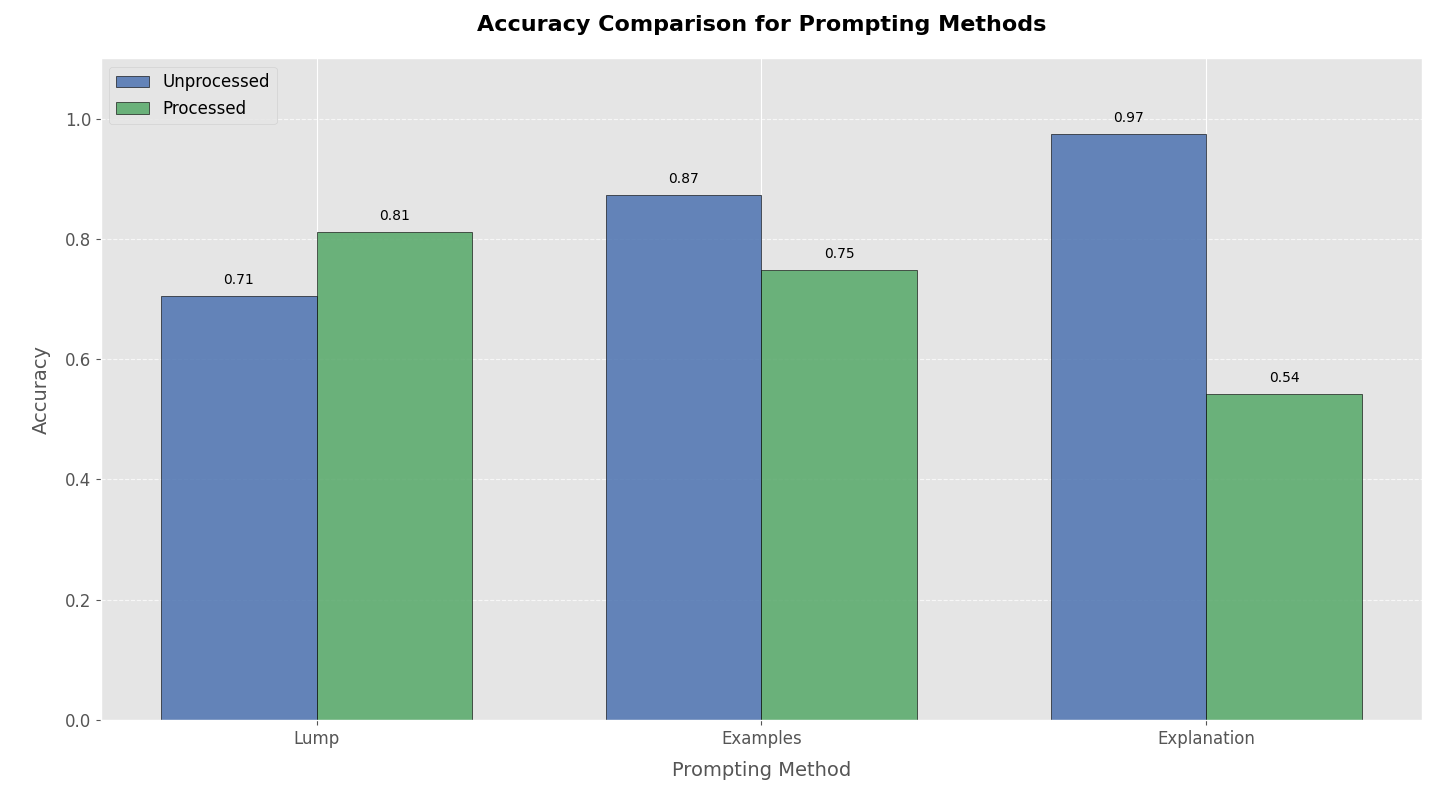 Accuracy Comparison for Prompting Methods
Unprocessed
Processed
1.0
0.8
0.6
0.4
0.2
0.0
Accuracy
0.71
0.81
0.87
0.75
0.97
0.54
Lump
Examples
Explanation
Prompting Method